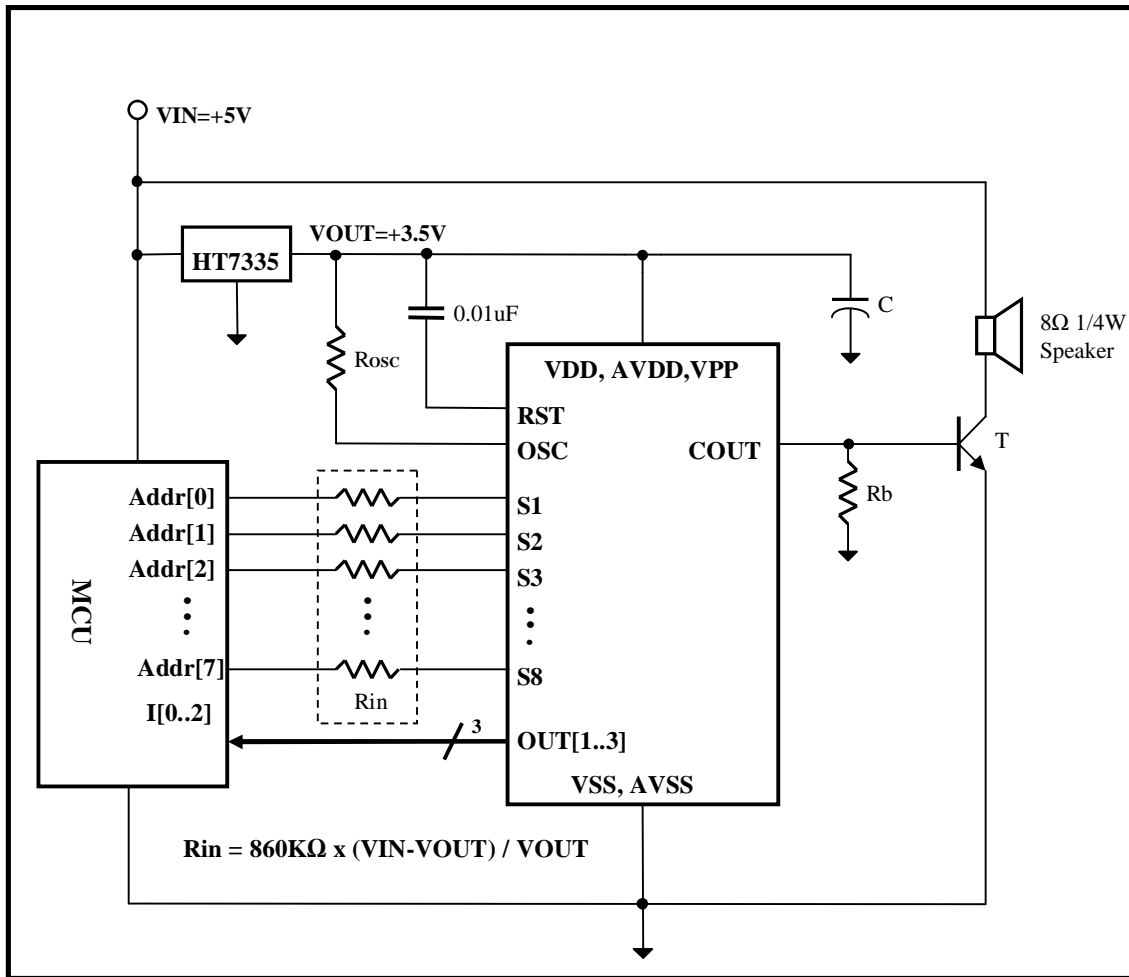 VIN=+5V
VOUT=+3.5V
HT7335
0.01uF
C
8Ω 1/4W
Speaker
Rosc
VDD, AVDD,VPP
RST
OSC
COUT
T
Rb
Addr[0]
S1
Addr[1]
S2
Addr[2]
S3
MCU
Addr[7]
S8
Rin
I[0..2]
3
OUT[1..3]
VSS, AVSS
Rin = 860KΩ x (VIN-VOUT) / VOUT